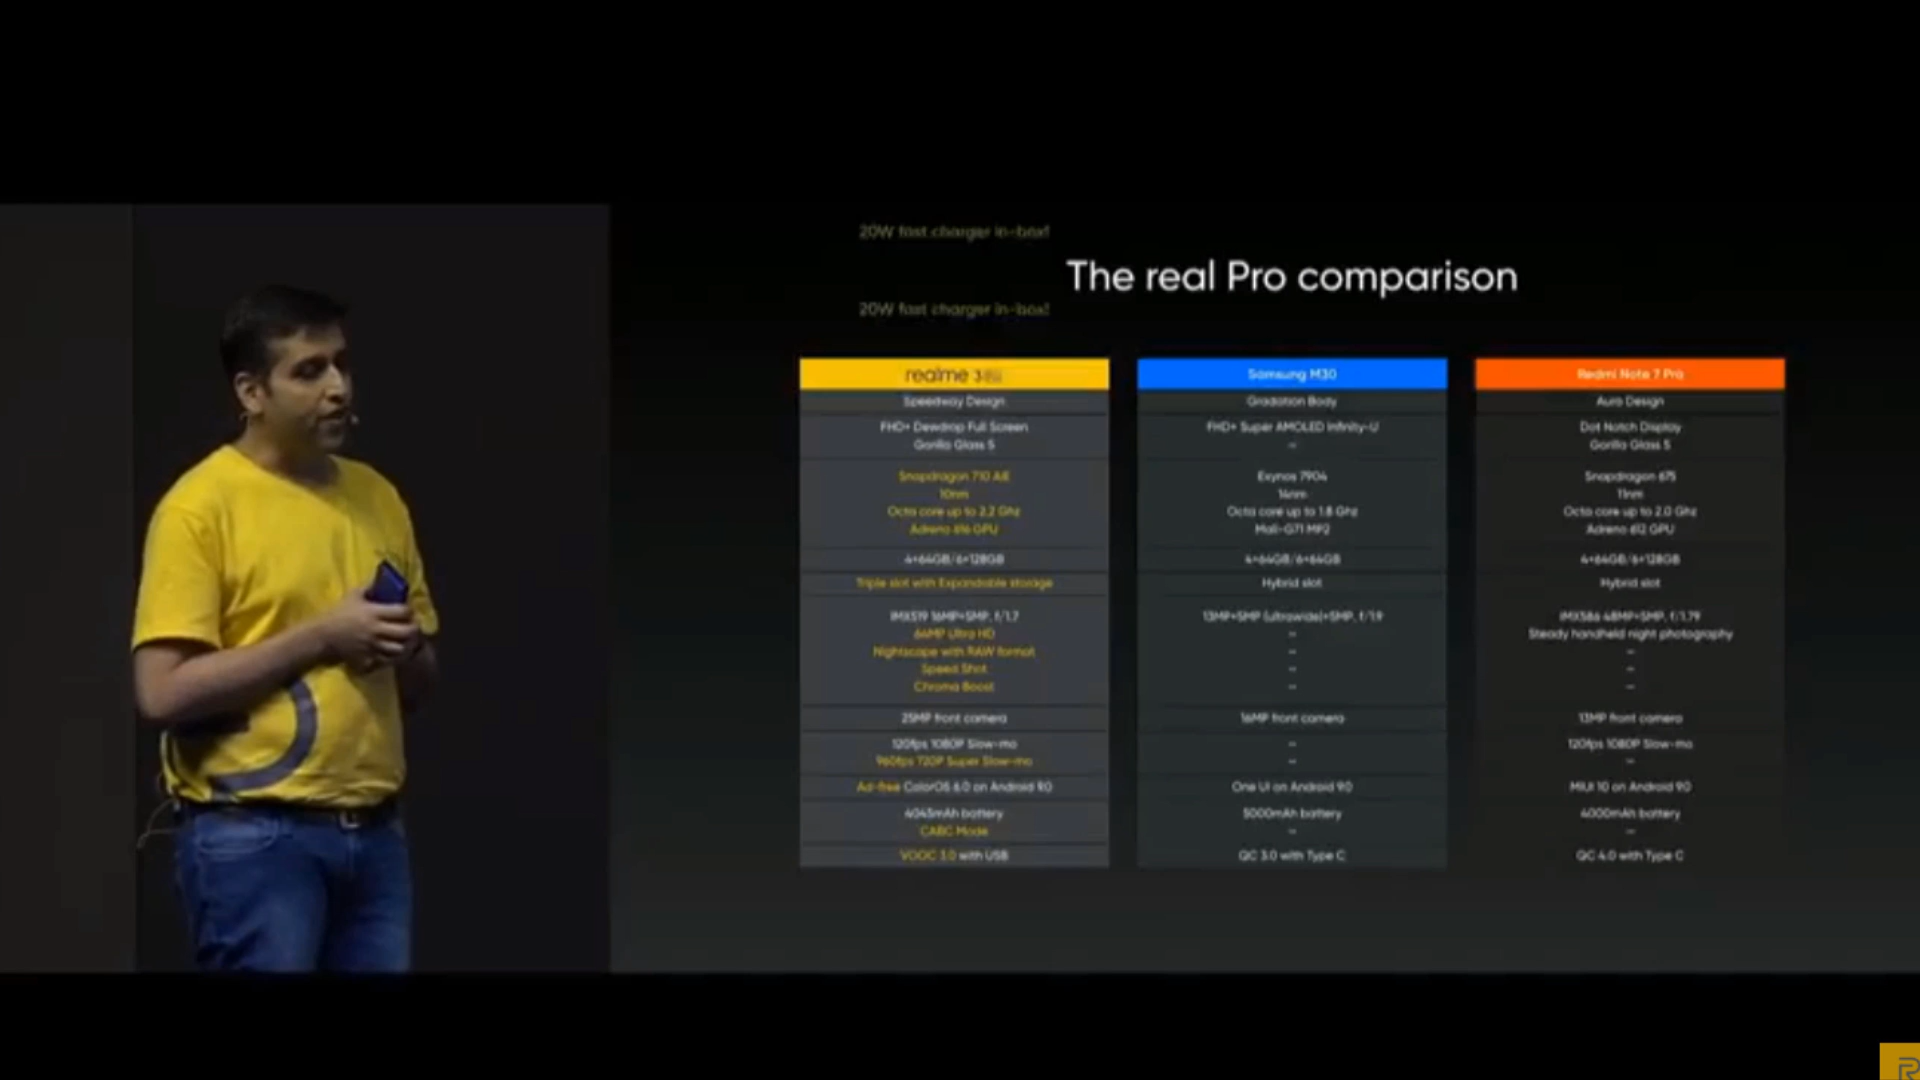 20W fast charger in-box!
The real Pro comparison
20W fast charger in-box!
realme 3
Speedway Design
FHD+ Dewdrop Full Screen
Gorilla Glass 5
Snapdragon 710 AIE
10nm
Octa core up to 2.2 Ghz
Adreno 616 GPU
4+64GB/6+128GB
Triple slot with Expandable storage
IMX519 16MP+5MP, f/1.7
64MP Ultra HD
Nightscape with RAW format
Speed Shot
Chroma Boost
25MP front camera
120fps 1080P Slow-mo
960fps 720P Super Slow-mo
Ad-free ColorOS 6.0 on Android 9.0
4045mAh battery
CABC Mode
VOOC 3.0 with USB
Samsung M30
Gradation Body
FHD+ Super AMOLED Infinity-U
–
Exynos 7904
14nm
Octa core up to 1.8 Ghz
Mali-G71 MP2
4+64GB/6+64GB
Hybrid slot
13MP+5MP (ultrawide)+5MP, f/1.9
–
–
–
–
16MP front camera
–
–
One UI on Android 9.0
5000mAh battery
–
QC 3.0 with Type C
Redmi Note 7 Pro
Aura Design
Dot Notch Display
Gorilla Glass 5
Snapdragon 675
11nm
Octa core up to 2.0 Ghz
Adreno 612 GPU
4+64GB/6+128GB
Hybrid slot
IMX586 48MP+5MP, f/1.79
Steady handheld night photography
–
–
–
13MP front camera
120fps 1080P Slow-mo
–
MIUI 10 on Android 9.0
4000mAh battery
–
QC 4.0 with Type C
R